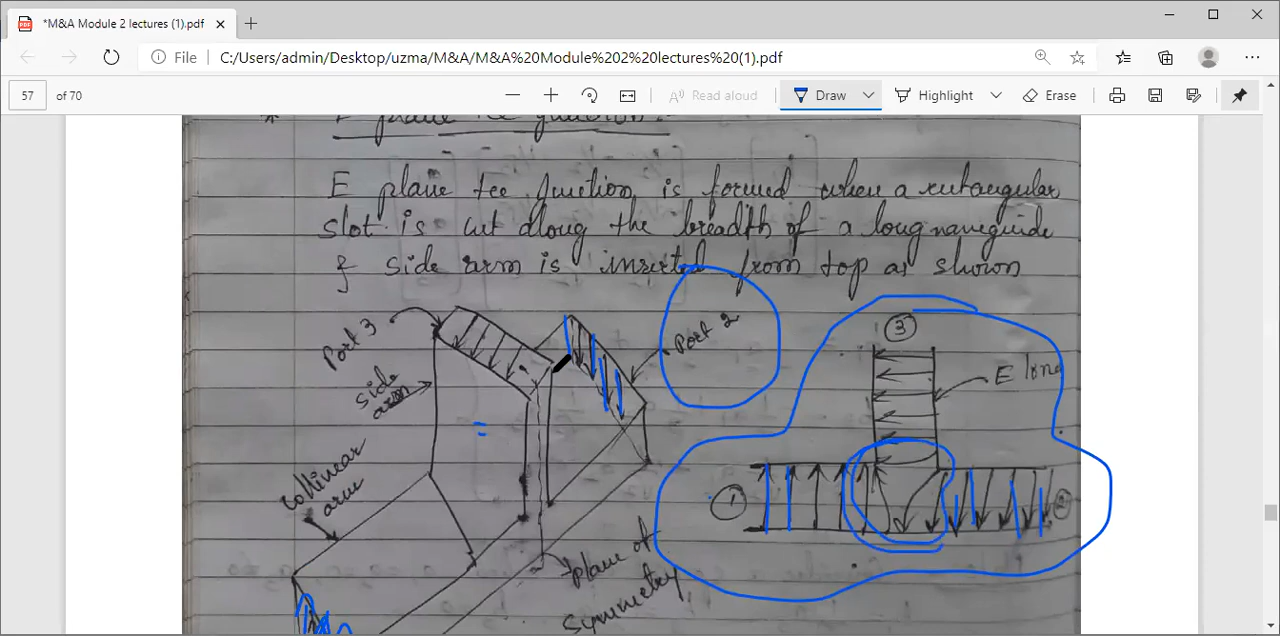 *M&A Module 2 lectures (1).pdf
File C:/Users/admin/Desktop/uzma/M&A/M&A%20Module%202%20lectures%20(1).pdf
57 of 70 Read aloud Draw Highlight Erase
* E plane Tee junction:-
E plane tee junction is formed when a rectangular
slot is cut along the breadth of a long waveguide
& side arm is inserted from top as shown
Port 3
side arm
collinear arm
Port 2
plane of symmetry
3
E line
1
2